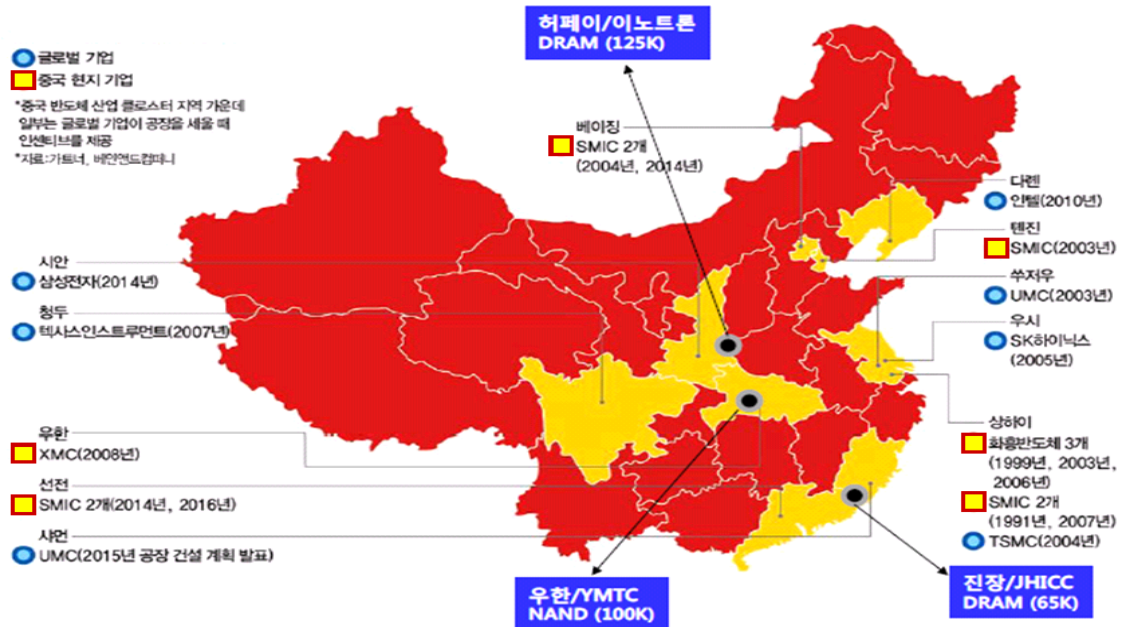 허페이/이노트론
DRAM (125K)
글로벌 기업
중국 현지 기업
*중국 반도체 산업 클로스터 지역 가운데
일부는 글로벌 기업이 공장을 세울 때
인센티브를 제공
*자료:가트너, 베인앤드컴퍼니
베이징
SMIC 2개
(2004년, 2014년)
다렌
인텔(2010년)
텐진
SMIC(2003년)
쑤저우
UMC(2003년)
우시
SK하이닉스
(2005년)
시안
삼성전자(2014년)
청두
텍사스인스트루먼트(2007년)
상하이
화홍반도체 3개
(1999년, 2003년,
2006년)
SMIC 2개
(1991년, 2007년)
TSMC(2004년)
우한
XMC(2008년)
선전
SMIC 2개(2014년, 2016년)
샤먼
UMC(2015년 공장 건설 계획 발표)
우한/YMTC
NAND (100K)
진장/JHICC
DRAM (65K)